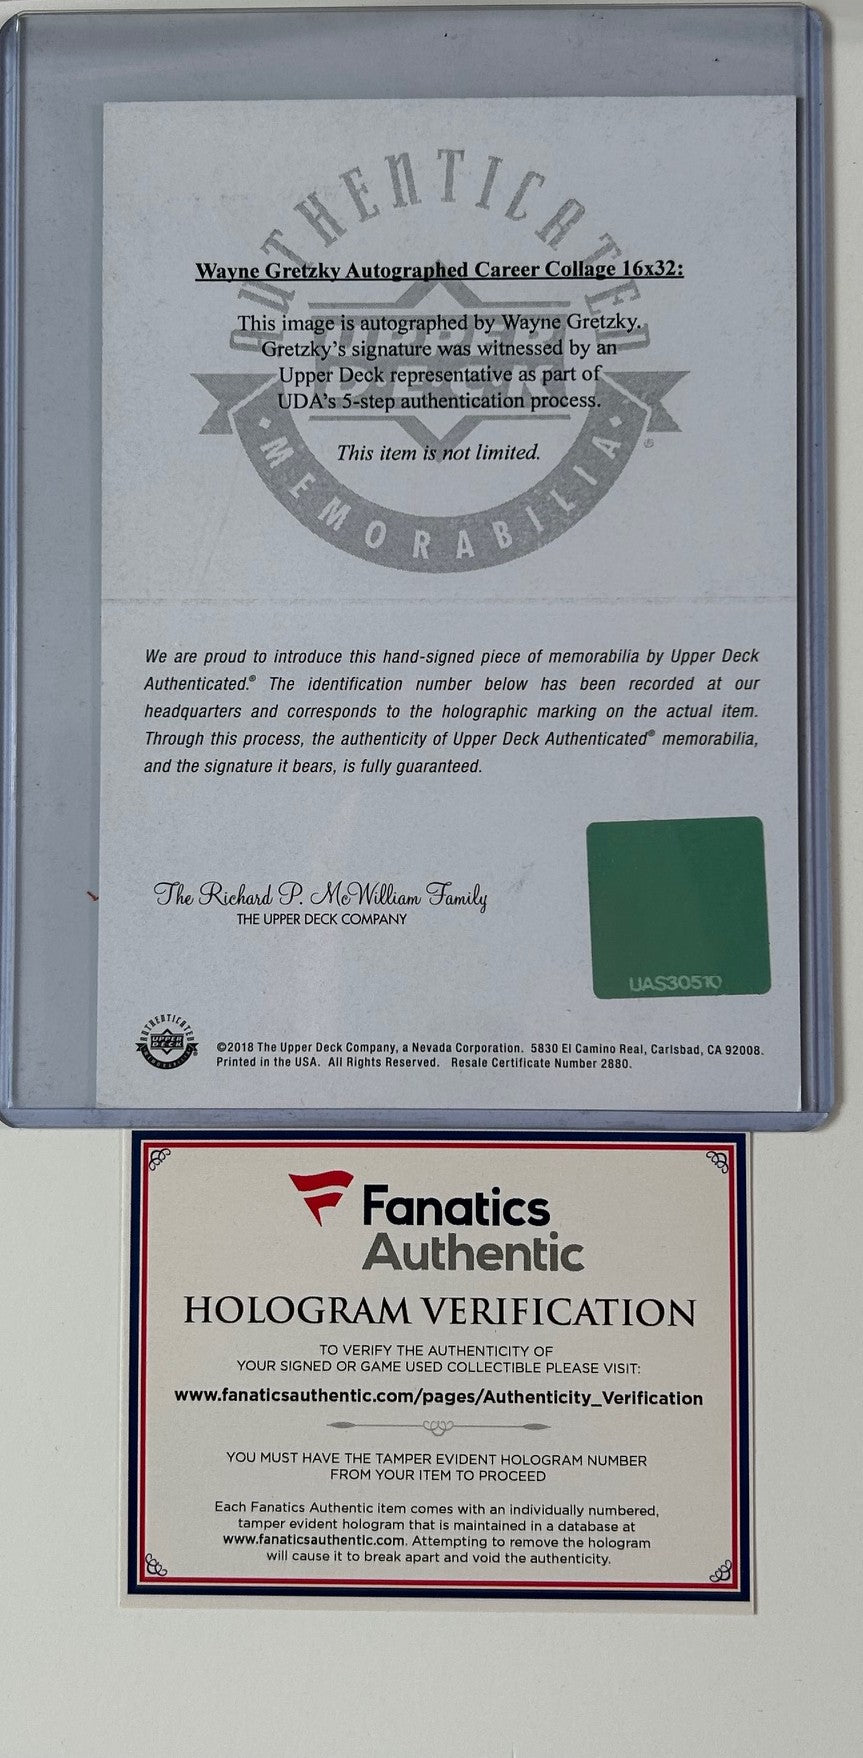 AUTHENTICATED
UPPER
DECK
MEMORABILIA
®
Wayne Gretzky Autographed Career Collage 16x32:
This image is autographed by Wayne Gretzky.
Gretzky's signature was witnessed by an
Upper Deck representative as part of
UDA's 5-step authentication process.
This item is not limited.
We are proud to introduce this hand-signed piece of memorabilia by Upper Deck
Authenticated.® The identification number below has been recorded at our
headquarters and corresponds to the holographic marking on the actual item.
Through this process, the authenticity of Upper Deck Authenticated® memorabilia,
and the signature it bears, is fully guaranteed.
The Richard P. McWilliam Family
THE UPPER DECK COMPANY
UAS30510
AUTHENTICATED
UPPER
DECK
MEMORABILIA
©2018 The Upper Deck Company, a Nevada Corporation. 5830 El Camino Real, Carlsbad, CA 92008.
Printed in the USA. All Rights Reserved. Resale Certificate Number 2880.
Fanatics
Authentic
HOLOGRAM VERIFICATION
TO VERIFY THE AUTHENTICITY OF
YOUR SIGNED OR GAME USED COLLECTIBLE PLEASE VISIT:
www.fanaticsauthentic.com/pages/Authenticity_Verification
YOU MUST HAVE THE TAMPER EVIDENT HOLOGRAM NUMBER
FROM YOUR ITEM TO PROCEED
Each Fanatics Authentic item comes with an individually numbered,
tamper evident hologram that is maintained in a database at
www.fanaticsauthentic.com. Attempting to remove the hologram
will cause it to break apart and void the authenticity.